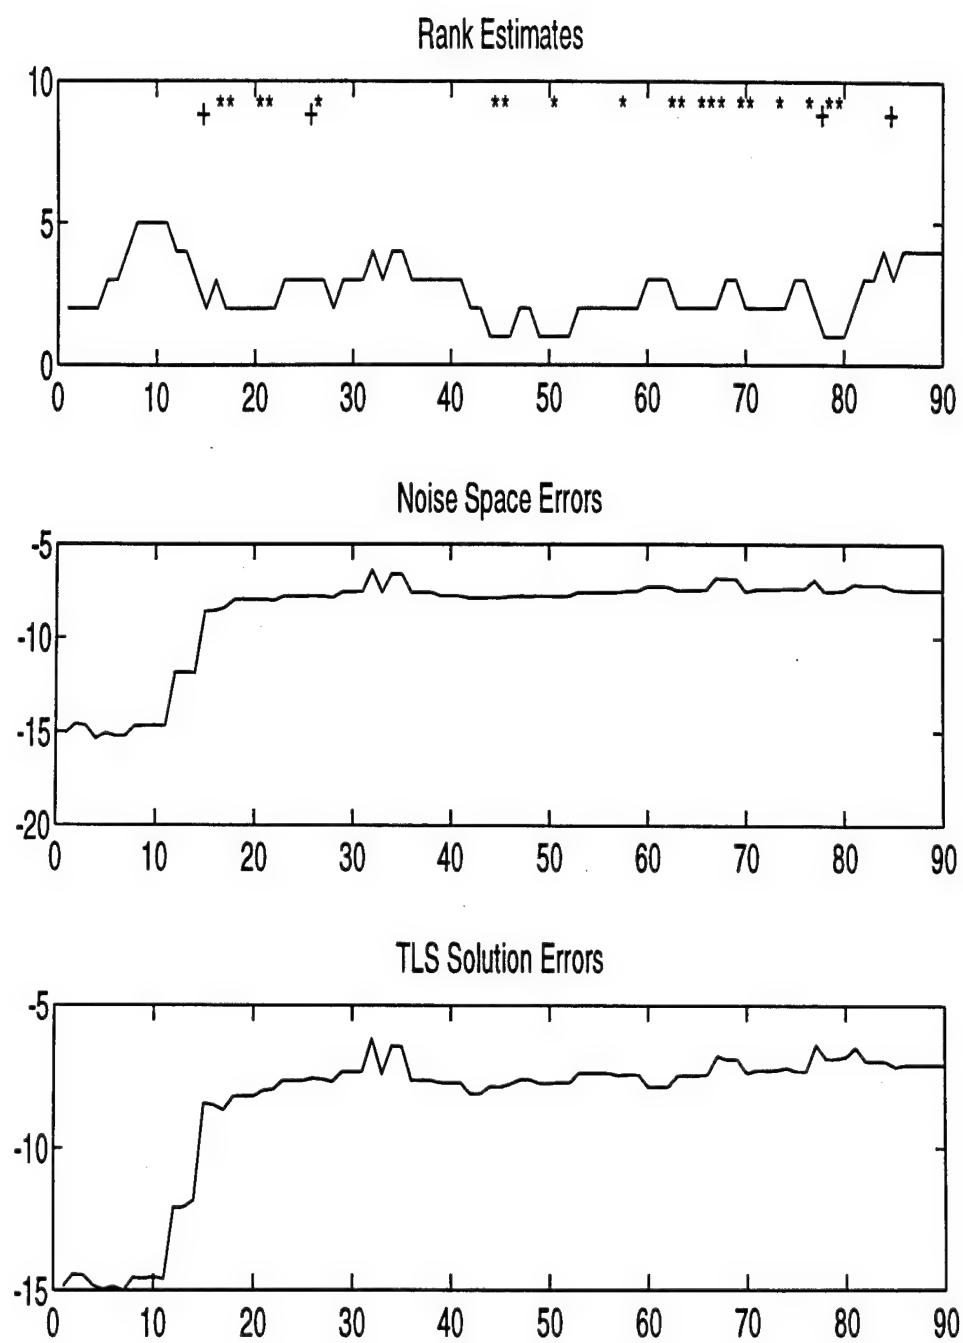 Rank Estimates
10
** ** * ** * * ** *** ** * * **
+ + + +
5
0
0 10 20 30 40 50 60 70 80 90
Noise Space Errors
-5
-10
-15
-20
0 10 20 30 40 50 60 70 80 90
TLS Solution Errors
-5
-10
-15
0 10 20 30 40 50 60 70 80 90